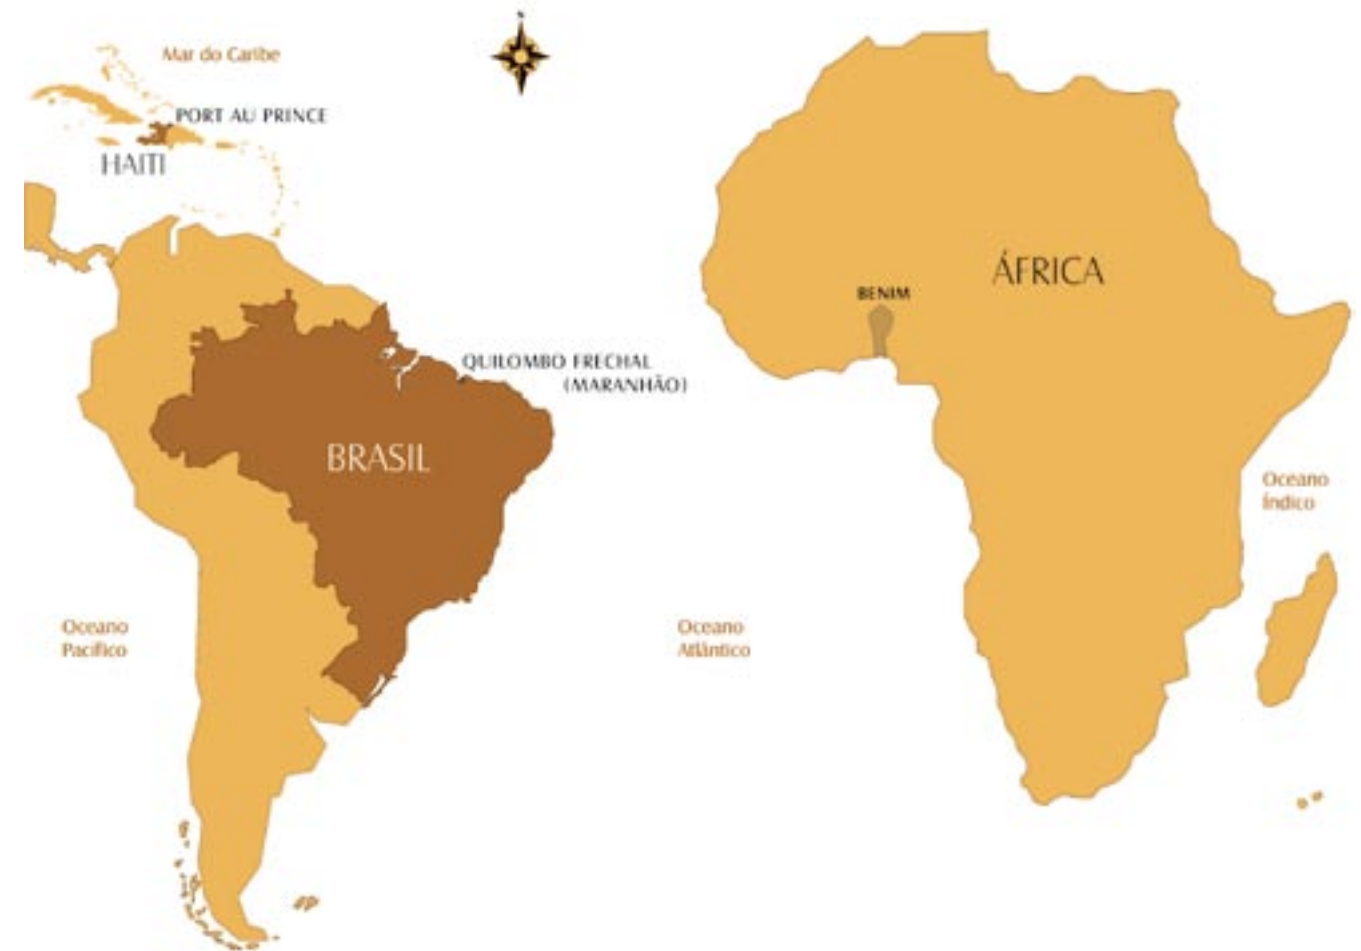 Mar do Caribe
PORT AU PRINCE
HAITI
ÁFRICA
BENIM
QUILOMBO FRECHAL
(MARANHÃO)
BRASIL
Oceano
Índico
Oceano
Pacífico
Oceano
Atlântico